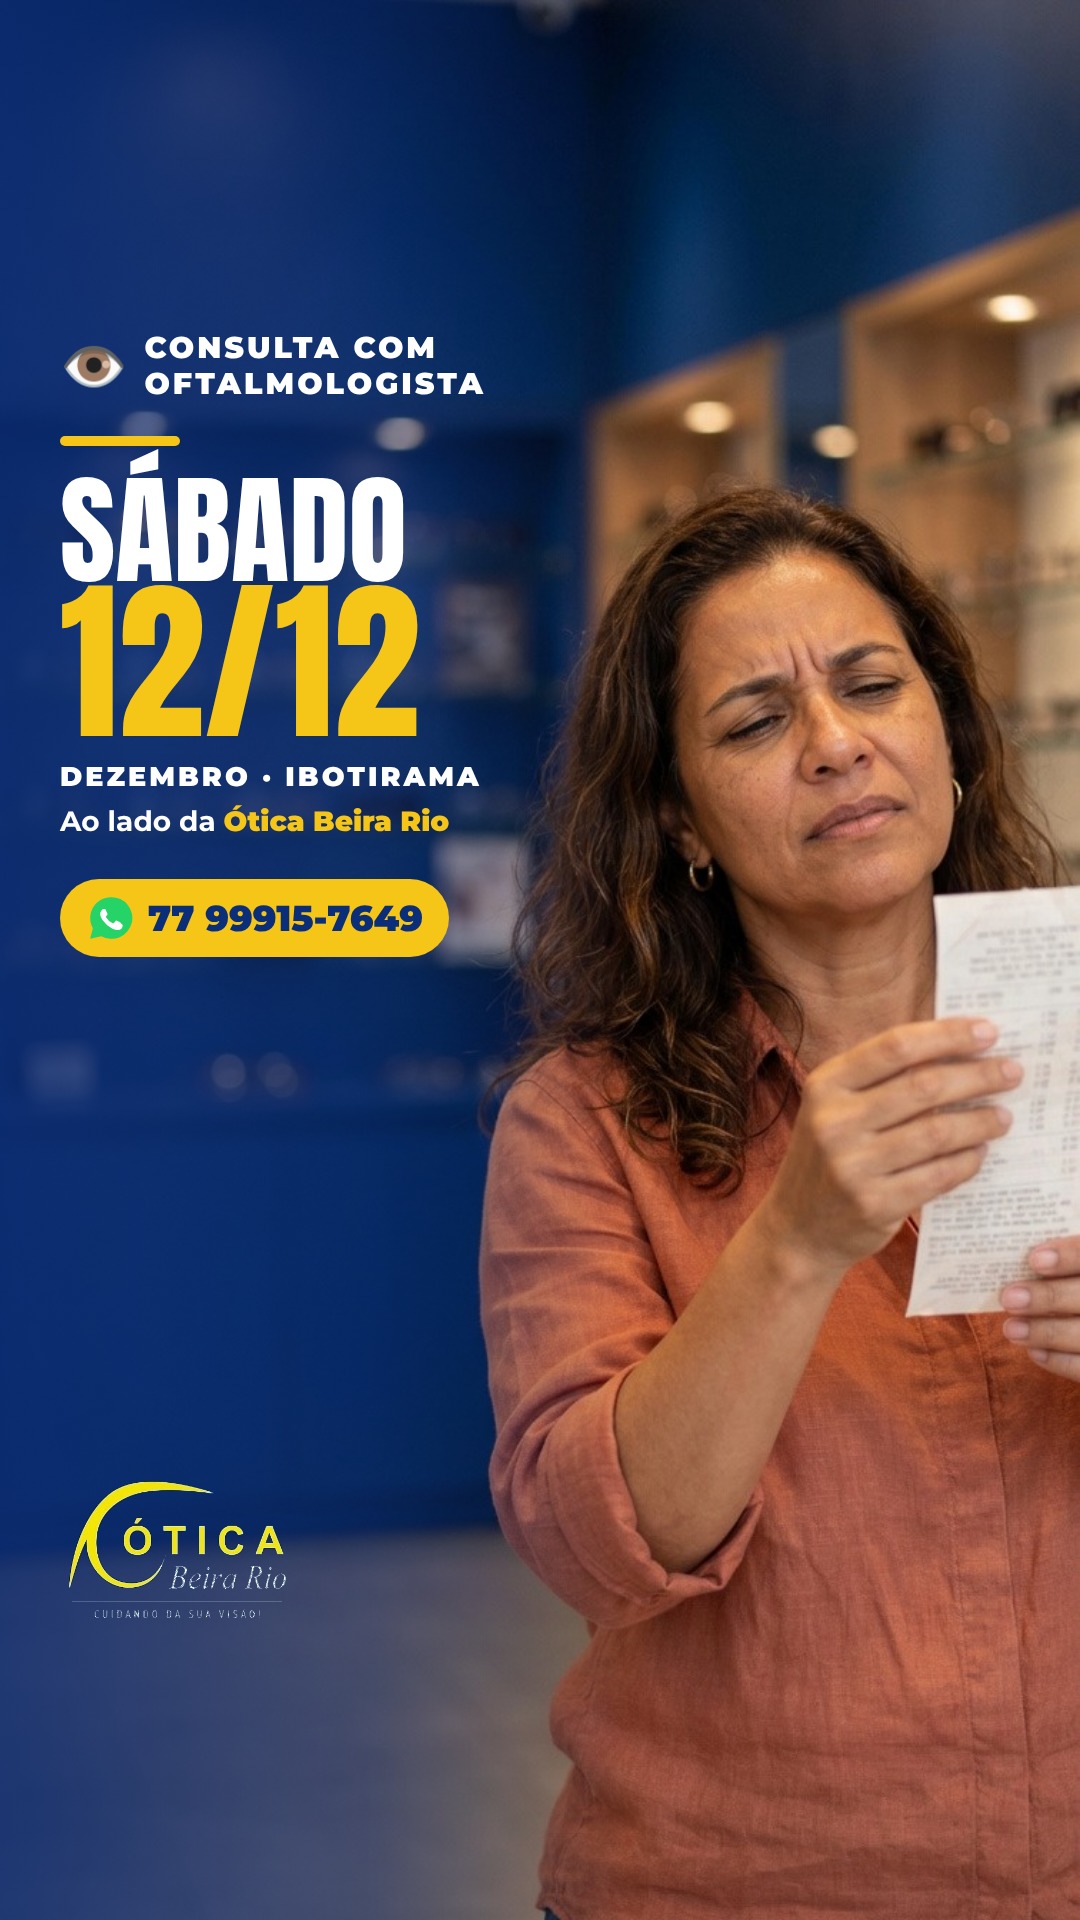 CONSULTA COM
OFTALMOLOGISTA
SÁBADO
12/12
DEZEMBRO • IBOTIRAMA
Ao lado da Ótica Beira Rio
77 99915-7649
ÓTICA
Beira Rio
CUIDANDO DA SUA VISÃO!